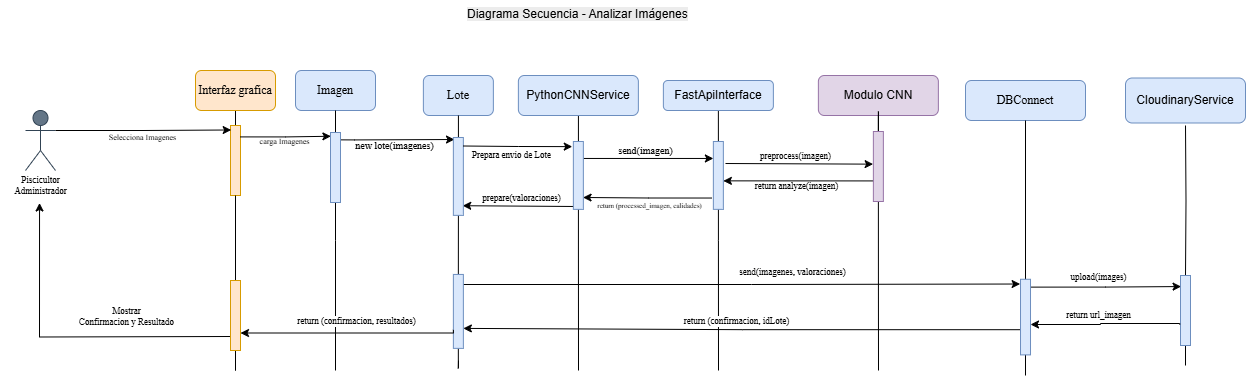 Diagrama Secuencia - Analizar Imágenes
Interfaz grafica
Imagen
Lote
PythonCNNService
FastApiInterface
Modulo CNN
DBConnect
CloudinaryService
Selecciona Imagenes
carga Imagenes
new lote(imagenes)
Prepara envio de Lote
send(imagen)
preprocess(imagen)
return analyze(imagen)
return (processed_imagen, calidades)
prepare(valoraciones)
Piscicultor
Administrador
send(imagenes, valoraciones)
upload(images)
return url_imagen
return (confirmacion, idLote)
return (confirmacion, resultados)
Mostrar
Confirmacion y Resultado